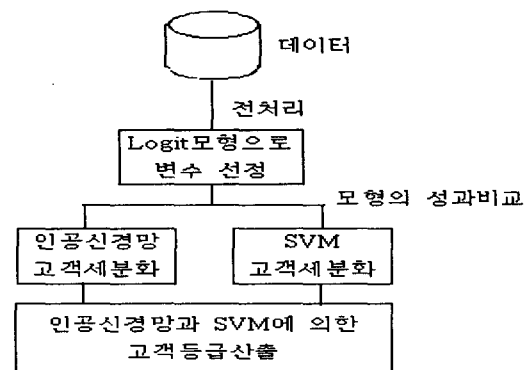 데이터
전처리
Logit모형으로
변수 선정
모형의 성과비교
인공신경망
고객세분화
SVM
고객세분화
인공신경망과 SVM에 의한
고객등급산출